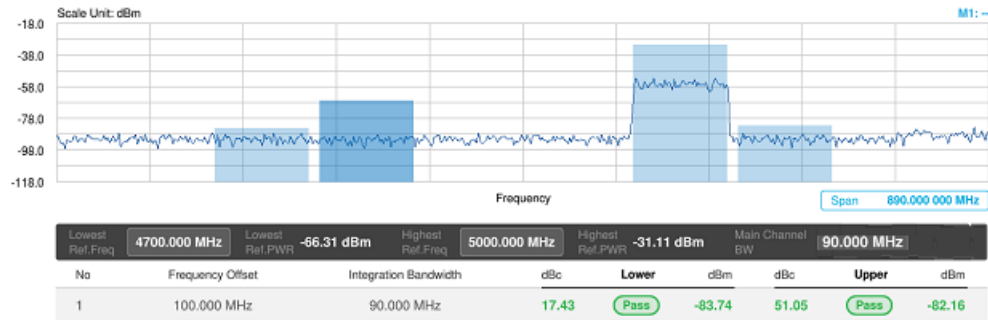 Scale Unit: dBm M1: --
-18.0
-38.0
-58.0
-78.0
-98.0
-118.0
Frequency
Span 890.000 000 MHz
Lowest Ref.Freq 4700.000 MHz Lowest Ref.PWR -66.31 dBm Highest Ref.Freq 5000.000 MHz Highest Ref.PWR -31.11 dBm Main Channel BW 90.000 MHz
No Frequency Offset Integration Bandwidth dBc Lower dBm dBc Upper dBm
1 100.000 MHz 90.000 MHz 17.43 Pass -83.74 51.05 Pass -82.16